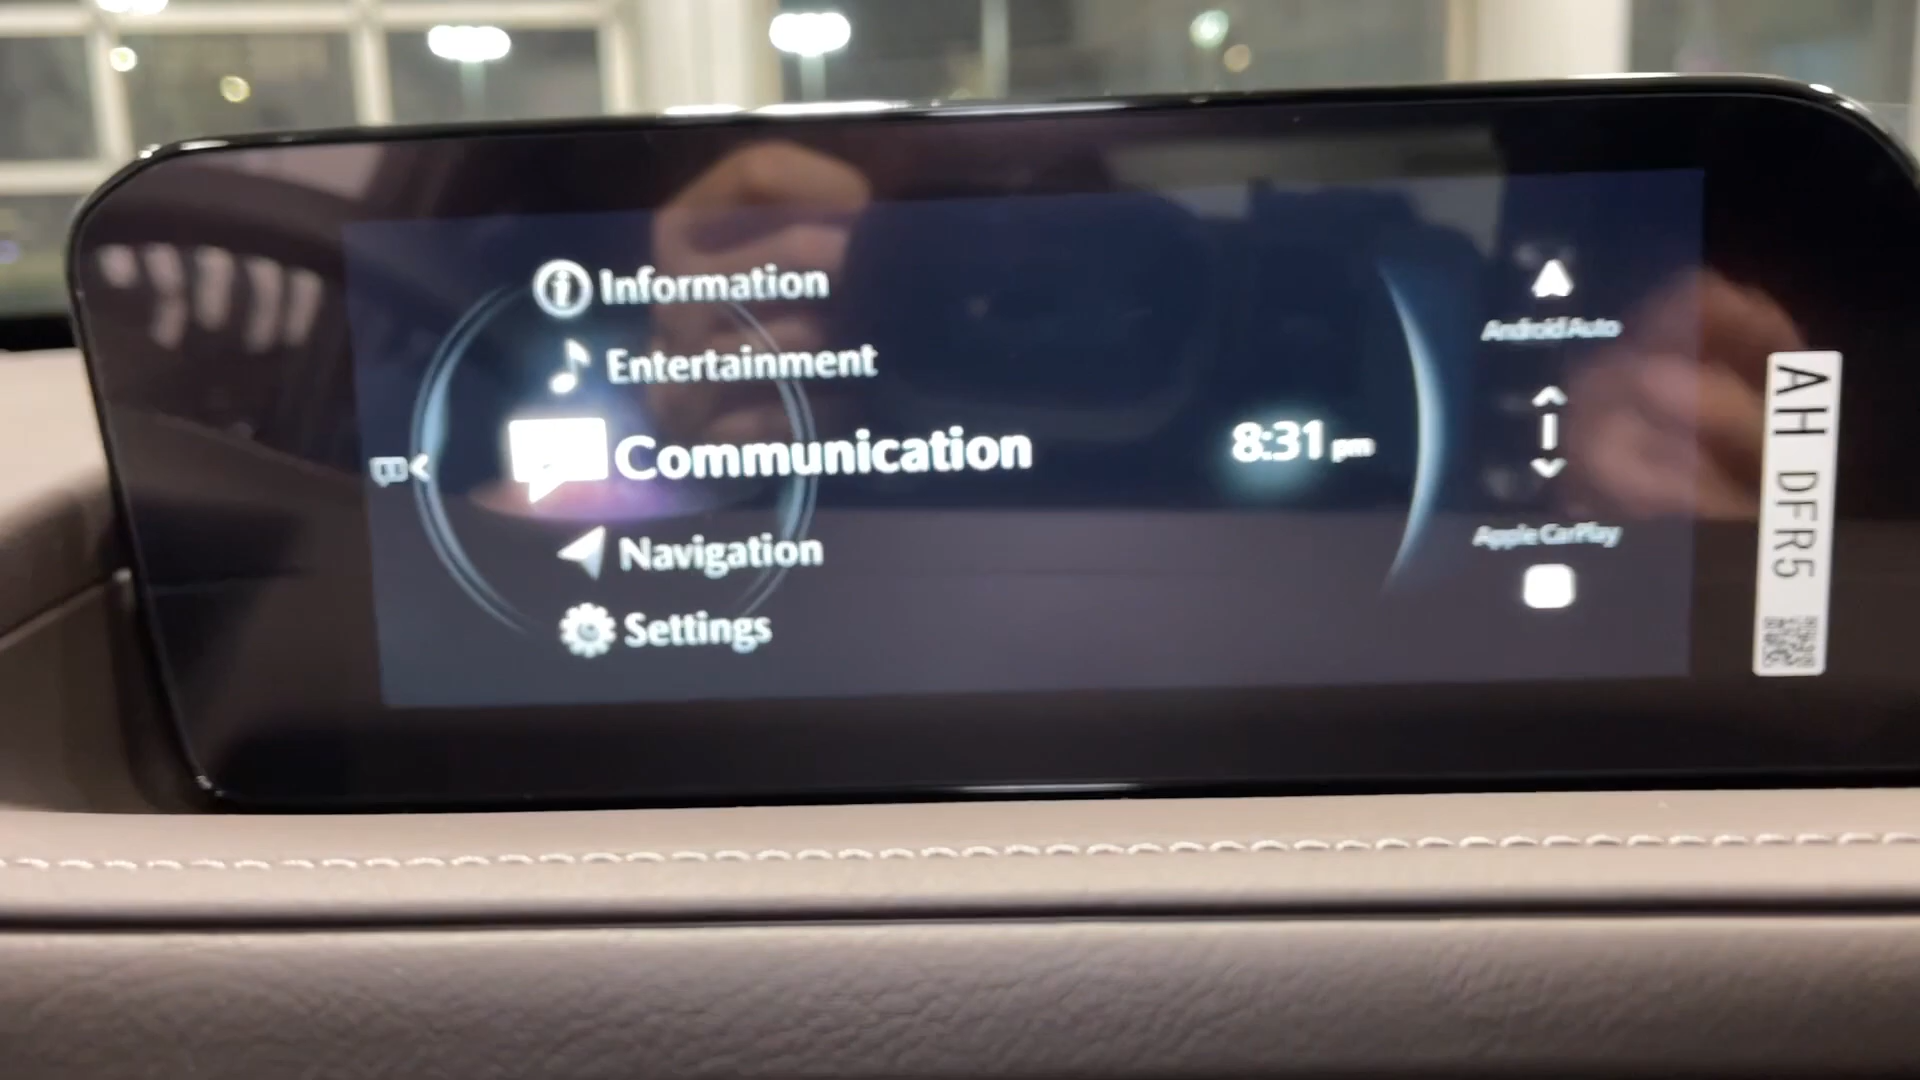 Information
Entertainment
Communication
Navigation
Settings
8:31 pm
Android Auto
Apple CarPlay
AH DFR5